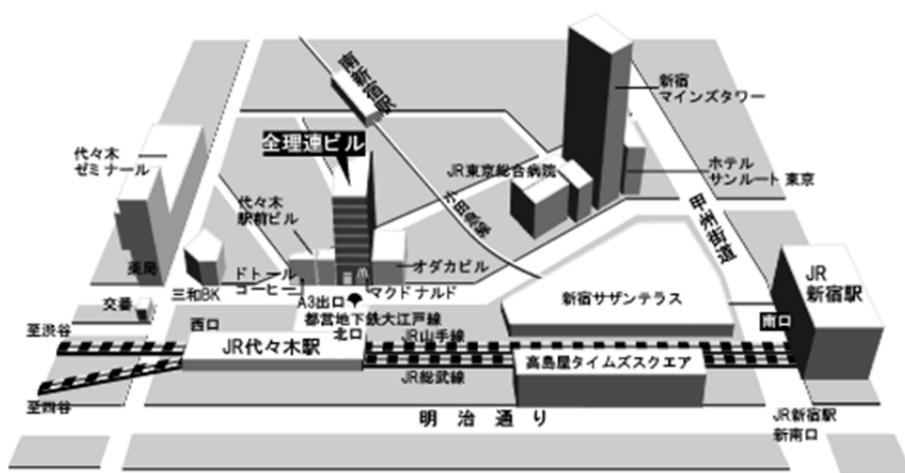 南新宿駅
新宿
マインズタワー
全理連ビル
代々木
ゼミナール
JR東京総合病院
ホテル
サンルート 東京
代々木
駅前ビル
小田急線
甲州街道
薬局
ドトール
コーヒー
オダカビル
JR
新宿駅
交番
三和BK
A3出口
マクドナルド
新宿サザンテラス
都営地下鉄大江戸線
至渋谷
西口
北口
JR山手線
南口
JR代々木駅
高島屋タイムズスクエア
JR総武線
至四谷
明治通り
JR新宿駅
新南口